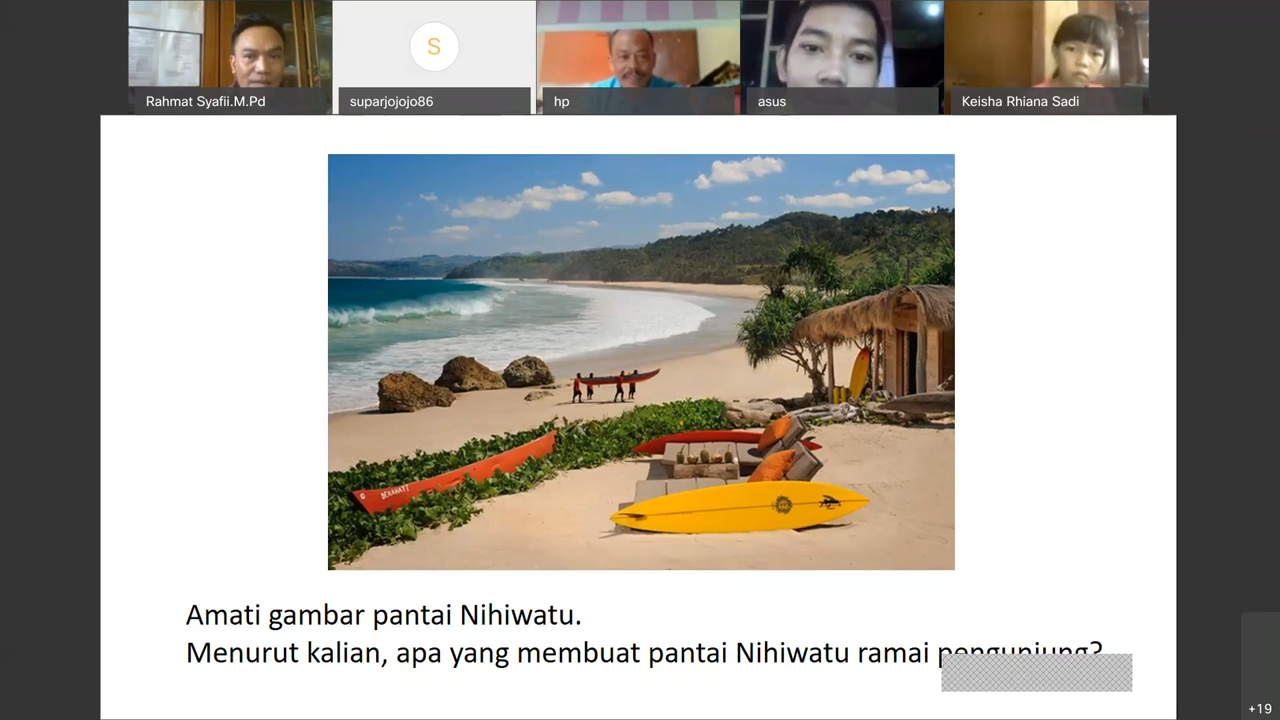 Rahmat Syafii.M.Pd
S
suparjojojo86
hp
asus
Keisha Rhiana Sadi
Amati gambar pantai Nihiwatu.
Menurut kalian, apa yang membuat pantai Nihiwatu ramai pengunjung?
+19